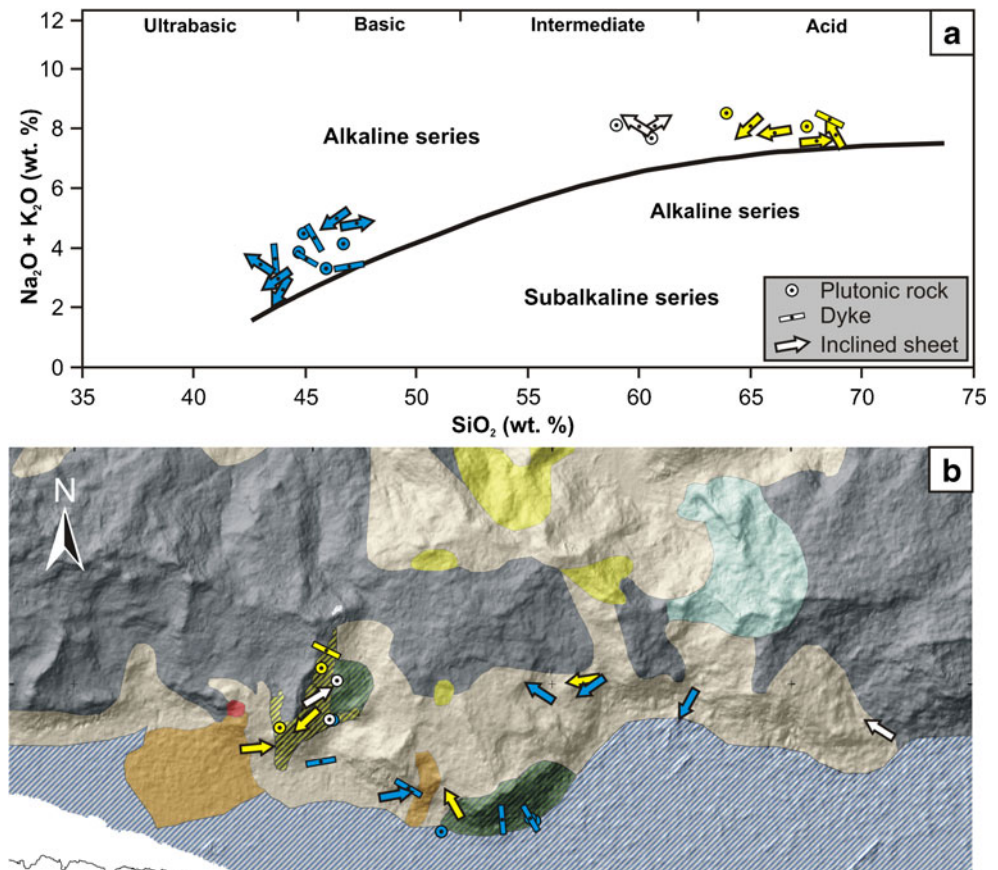 Ultrabasic Basic Intermediate Acid a
12
10
8
6
4
2
0
Na₂O + K₂O (wt. %)
Alkaline series
Alkaline series
Subalkaline series
Plutonic rock
Dyke
Inclined sheet
35 40 45 50 55 60 65 70 75
SiO₂ (wt. %)
b
N